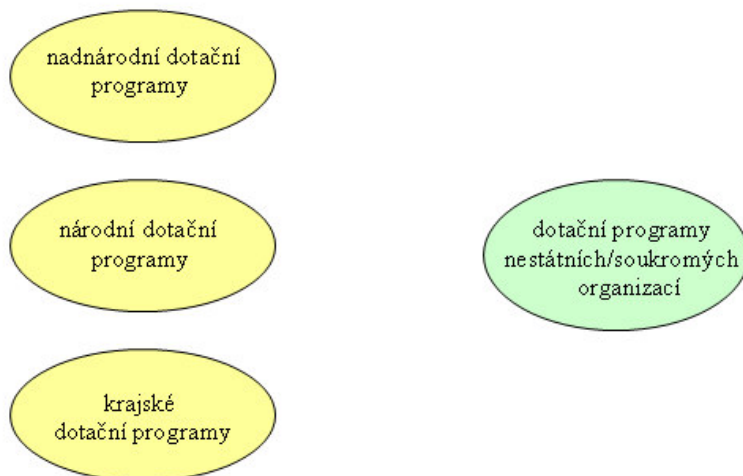 nadnárodní dotační
programy
národní dotační
programy
dotační programy
nestátních/soukromých
organizací
krajské
dotační programy